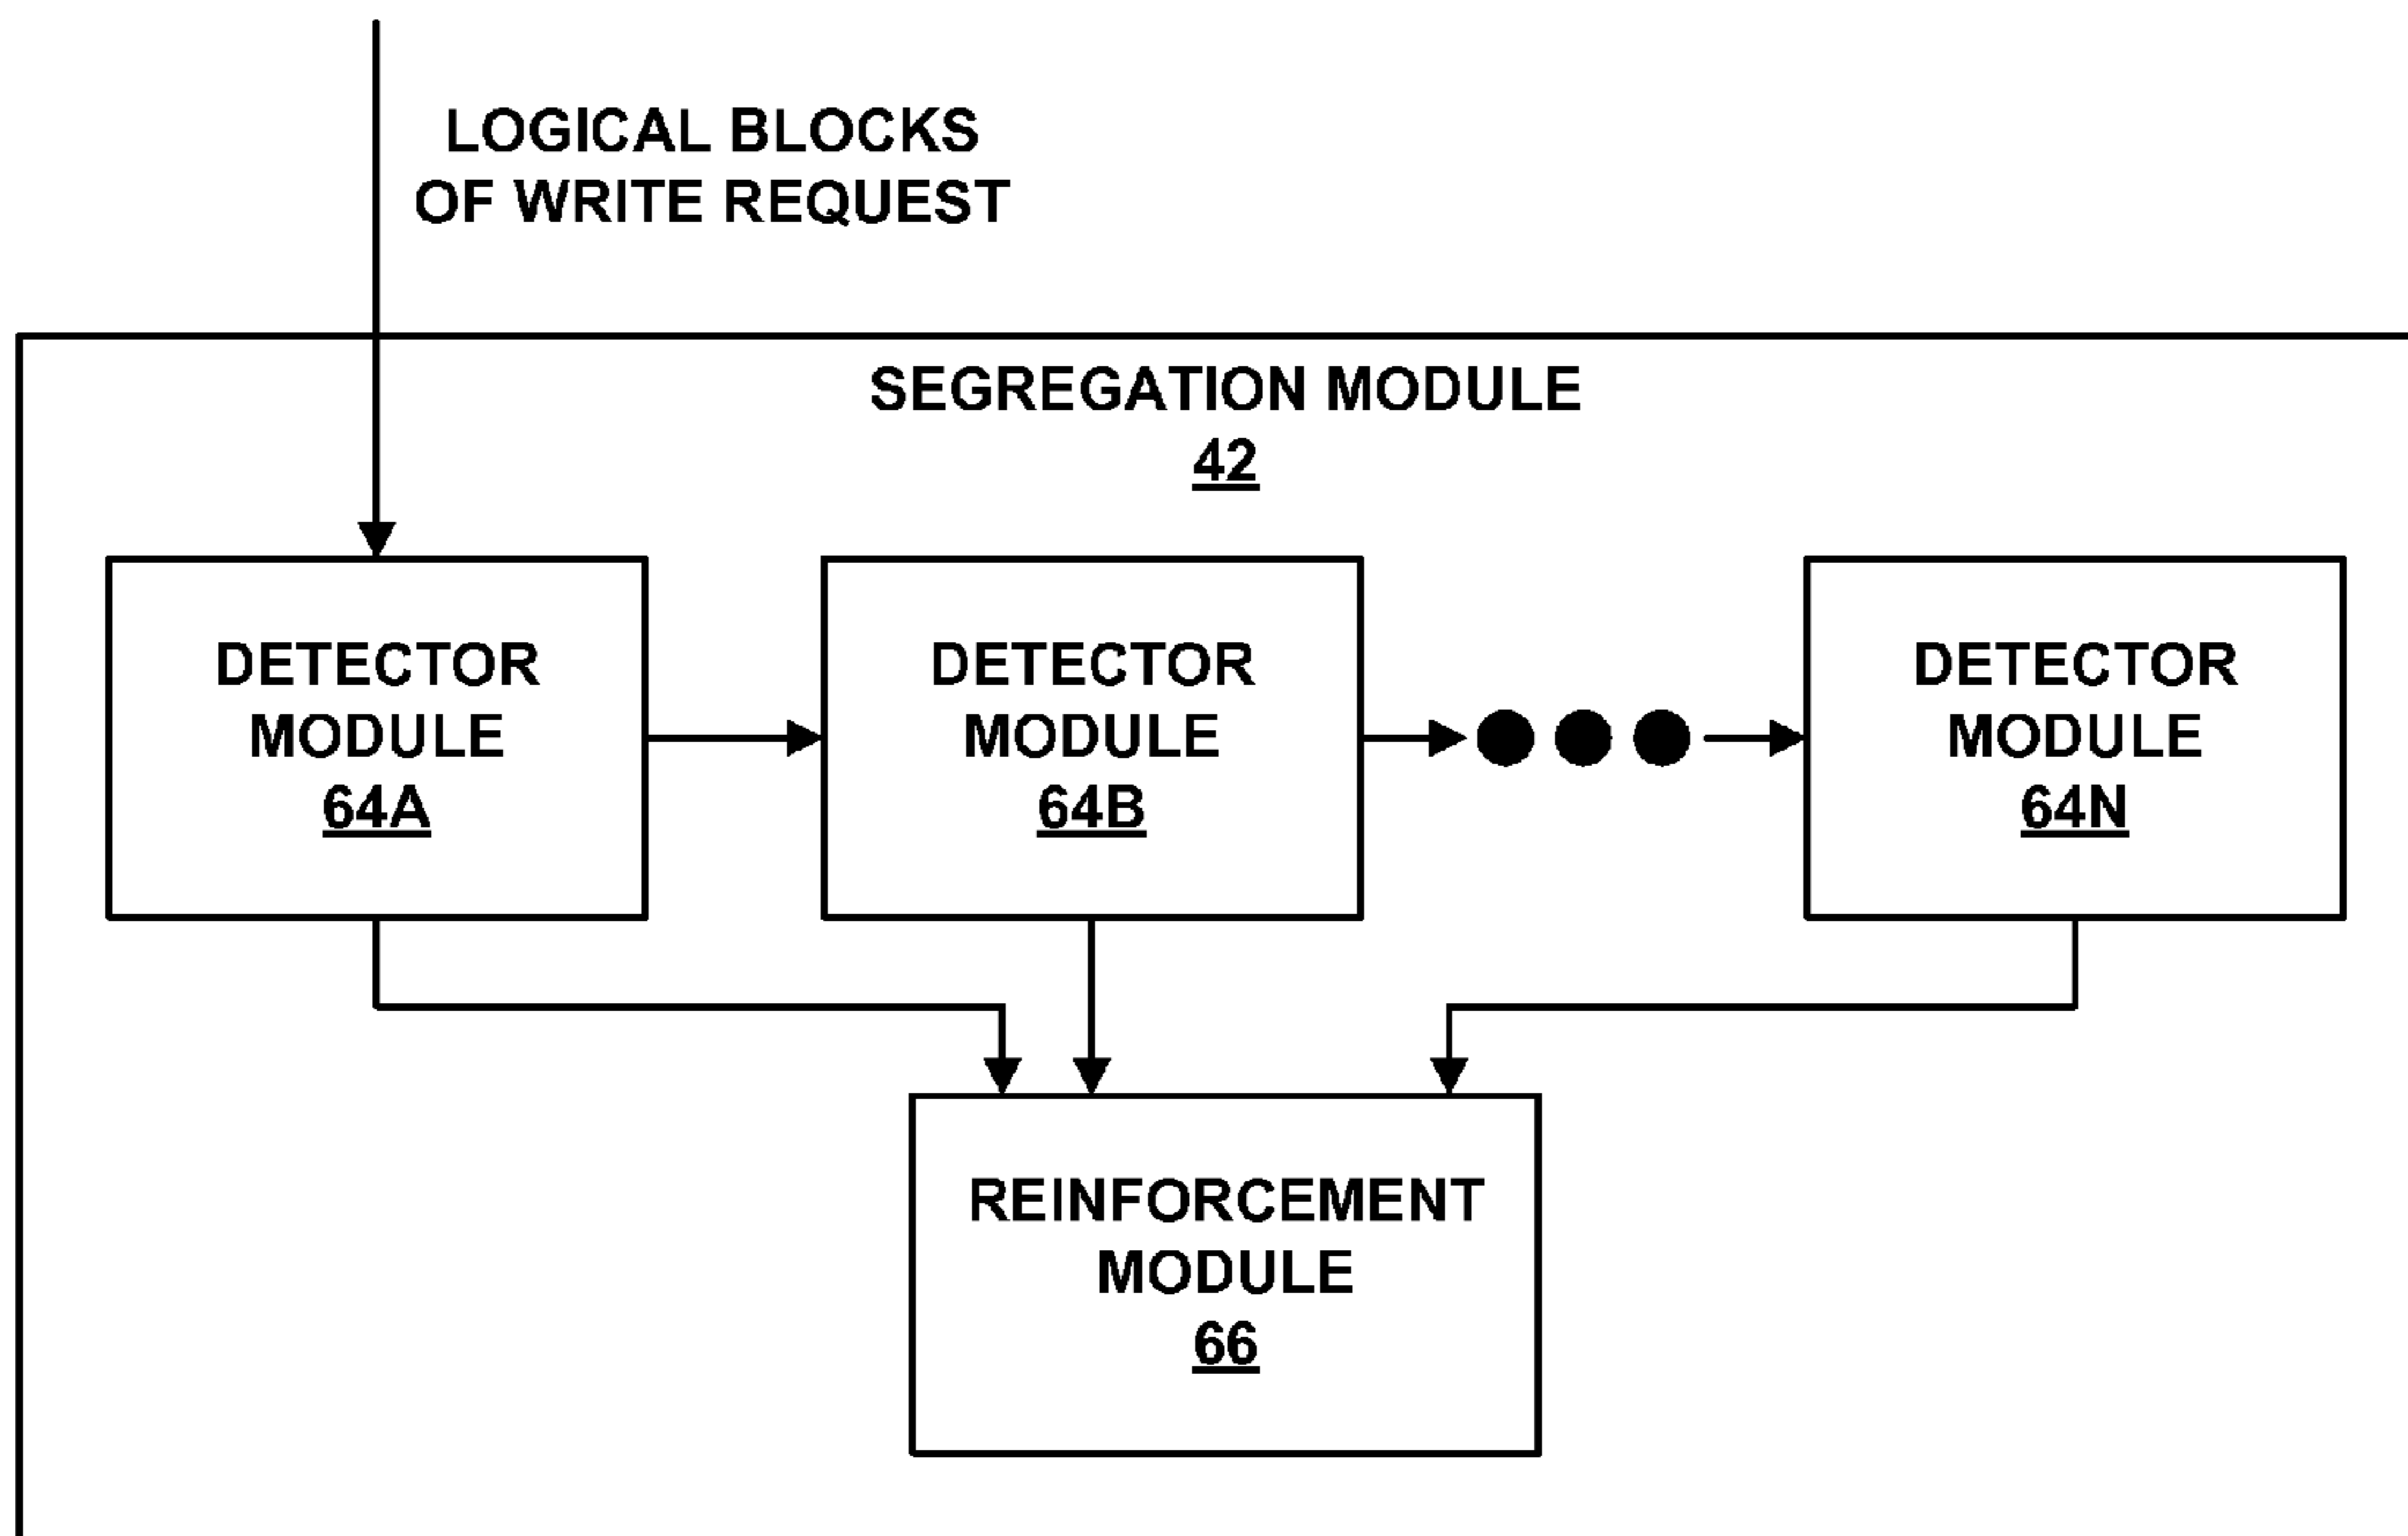 LOGICAL BLOCKS
OF WRITE REQUEST
SEGREGATION MODULE
42
DETECTOR
MODULE
64A
DETECTOR
MODULE
64B
DETECTOR
MODULE
64N
REINFORCEMENT
MODULE
66